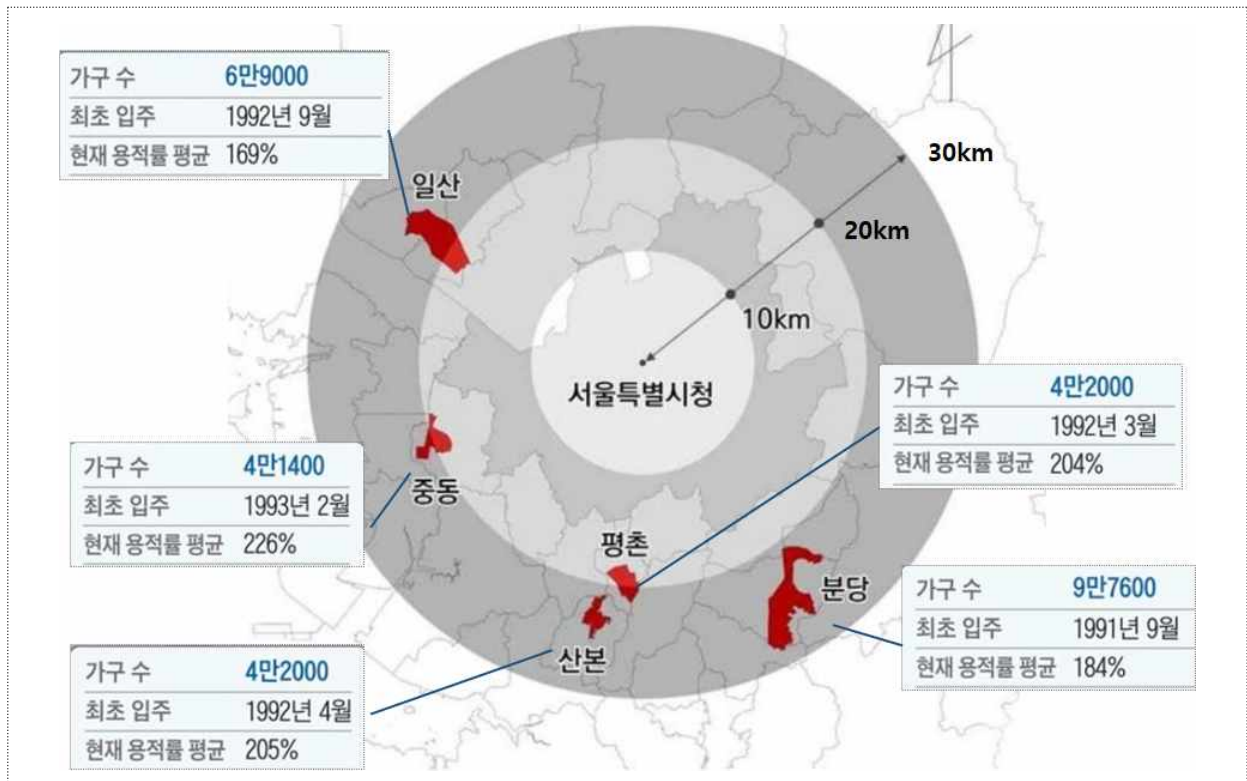 가구 수 6만9000
최초 입주 1992년 9월
현재 용적률 평균 169%
일산
30km
20km
10km
서울특별시청
가구 수 4만2000
최초 입주 1992년 3월
현재 용적률 평균 204%
가구 수 4만1400
최초 입주 1993년 2월
현재 용적률 평균 226%
중동
평촌
분당
가구 수 9만7600
최초 입주 1991년 9월
현재 용적률 평균 184%
산본
가구 수 4만2000
최초 입주 1992년 4월
현재 용적률 평균 205%